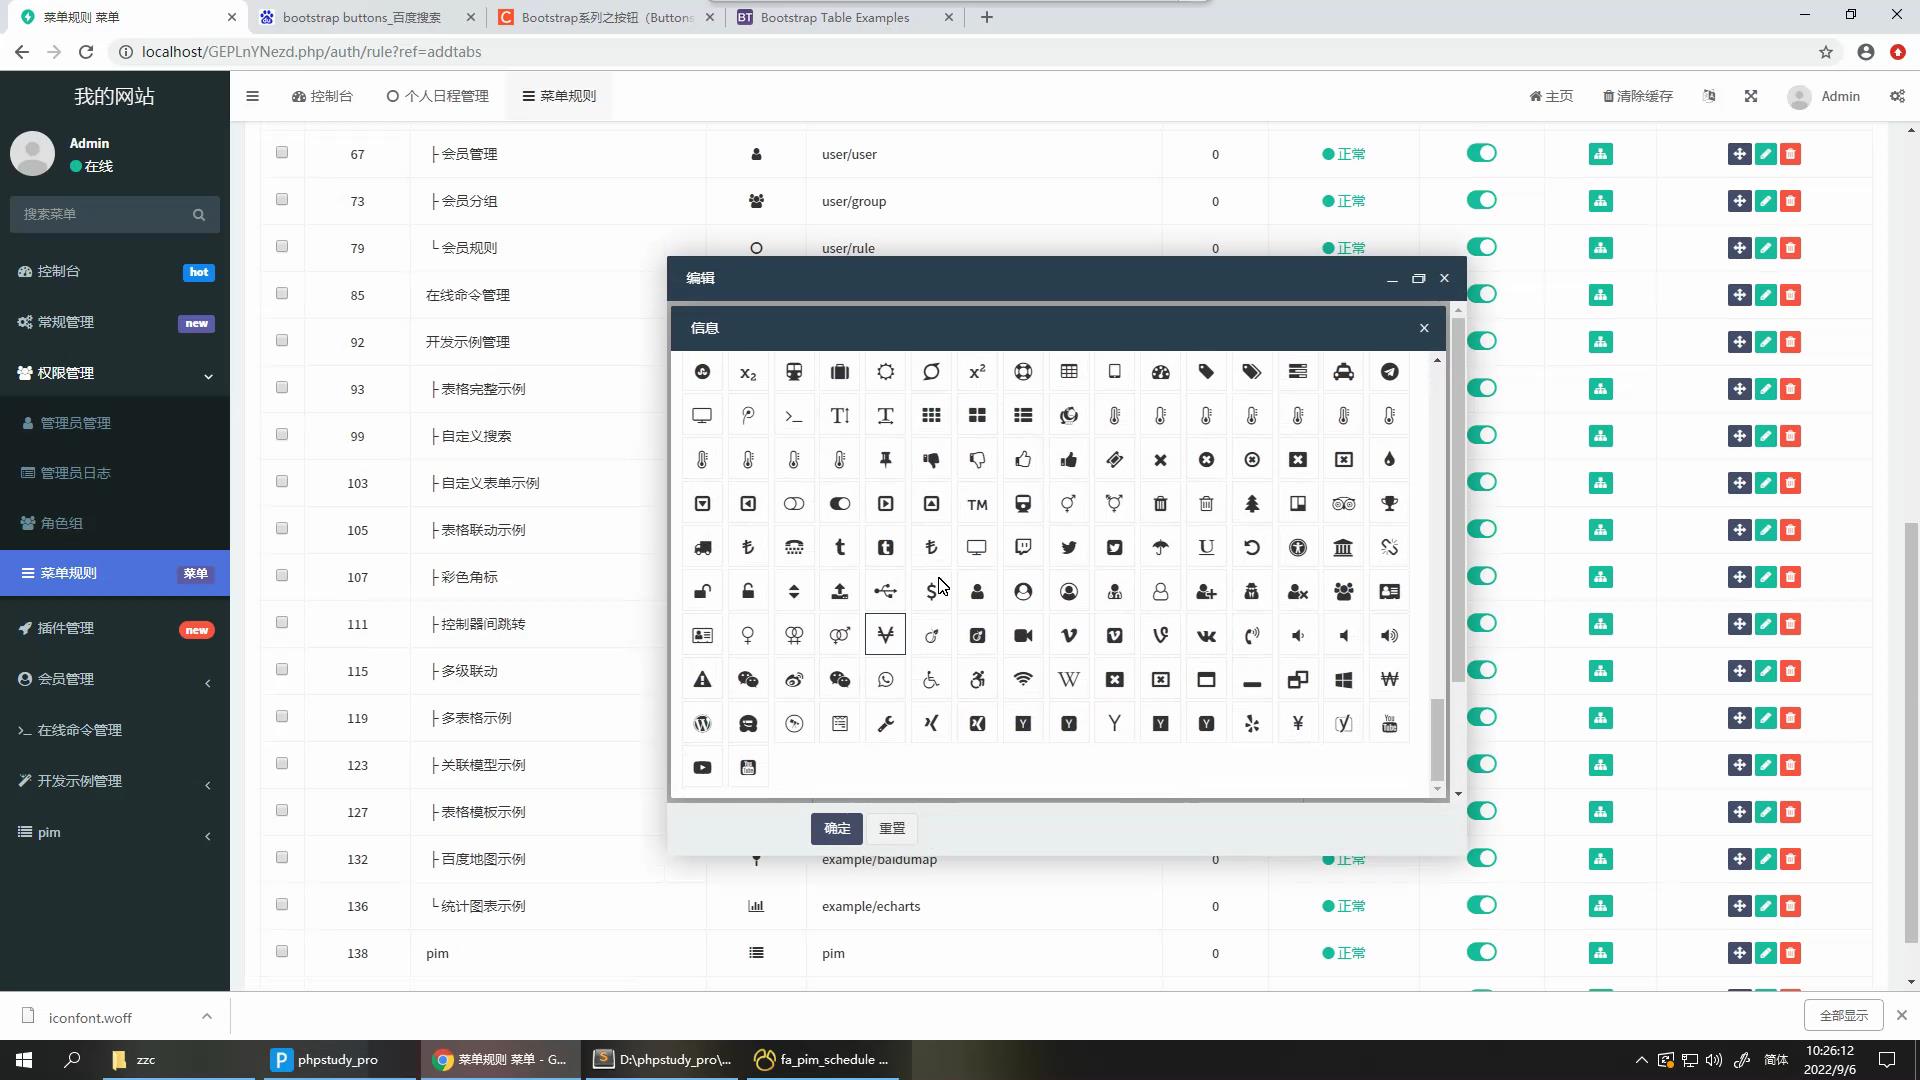 菜单规则 菜单
bootstrap buttons_百度搜索
Bootstrap系列之按钮（Buttons
Bootstrap Table Examples
localhost/GEPLnYNezd.php/auth/rule?ref=addtabs
我的网站
控制台
个人日程管理
菜单规则
主页
清除缓存
Admin
Admin
在线
搜索菜单
控制台 hot
常规管理 new
权限管理
管理员管理
管理员日志
角色组
菜单规则 菜单
插件管理 new
会员管理
在线命令管理
开发示例管理
pim
67 ├ 会员管理 user/user 0 正常
73 ├ 会员分组 user/group 0 正常
79 └ 会员规则 user/rule 0 正常
85 在线命令管理
92 开发示例管理
93 ├ 表格完整示例
99 ├ 自定义搜索
103 ├ 自定义表单示例
105 ├ 表格联动示例
107 ├ 彩色角标
111 ├ 控制器间跳转
115 ├ 多级联动
119 ├ 多表格示例
123 ├ 关联模型示例
127 ├ 表格模板示例
132 ├ 百度地图示例 example/baidumap 0 正常
136 └ 统计图表示例 example/echarts 0 正常
138 pim pim 0 正常
编辑
信息
确定
重置
iconfont.woff
全部显示
zzc
phpstudy_pro
菜单规则 菜单 - G...
D:\phpstudy_pro\...
fa_pim_schedule ...
简体
10:26:12
2022/9/6